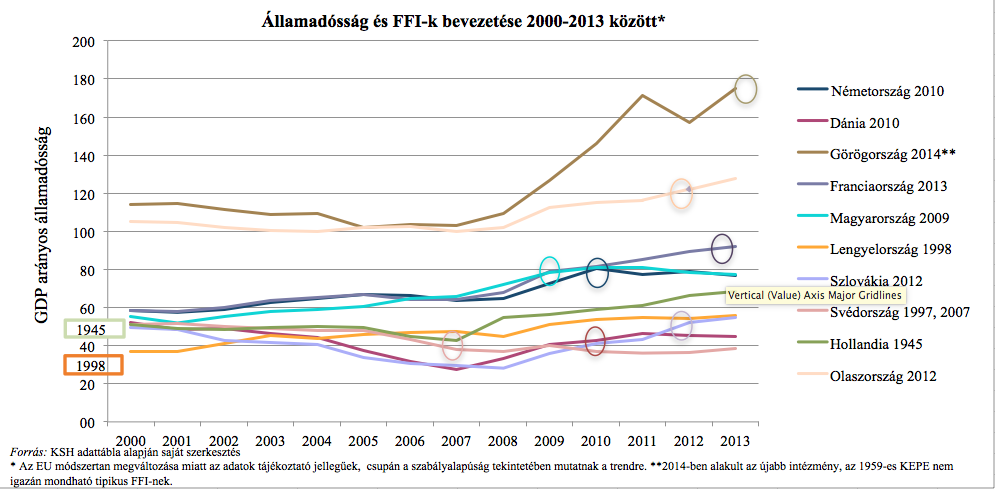 Államadósság és FFI-k bevezetése 2000-2013 között*
GDP arányos államadósság
200
180
160
140
120
100
80
60
40
20
00
1945
1998
2000 2001 2002 2003 2004 2005 2006 2007 2008 2009 2010 2011 2012 2013
Németország 2010
Dánia 2010
Görögország 2014**
Franciaország 2013
Magyarország 2009
Lengyelország 1998
Szlovákia 2012
Vertical (Value) Axis Major Gridlines
Svédország 1997, 2007
Hollandia 1945
Olaszország 2012
Forrás: KSH adattábla alapján saját szerkesztés
* Az EU módszertan megváltozása miatt az adatok tájékoztató jellegűek, csupán a szabályalapúság tekintetében mutatnak a trendre. **2014-ben alakult az újabb intézmény, az 1959-es KEPE nem
igazán mondható tipikus FFI-nek.